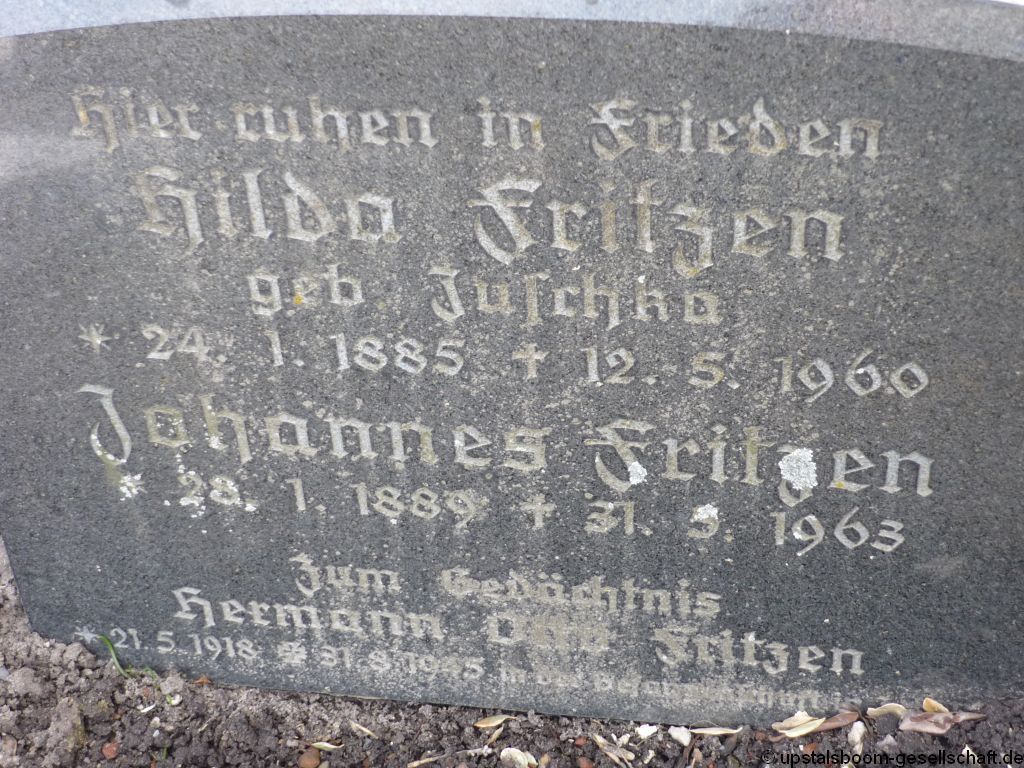 Hier ruhen in Frieden
Hilda Fritzen
geb. Juschka
* 24. 1. 1885 † 12. 5. 1960
Johannes Fritzen
* 28. 1. 1889 † 31. 1963
Zum Gedächtnis
Hermann Fritzen
* 21. 5. 1918 31. 8. 1945 in
© upstalsboom-gesellschaft.de